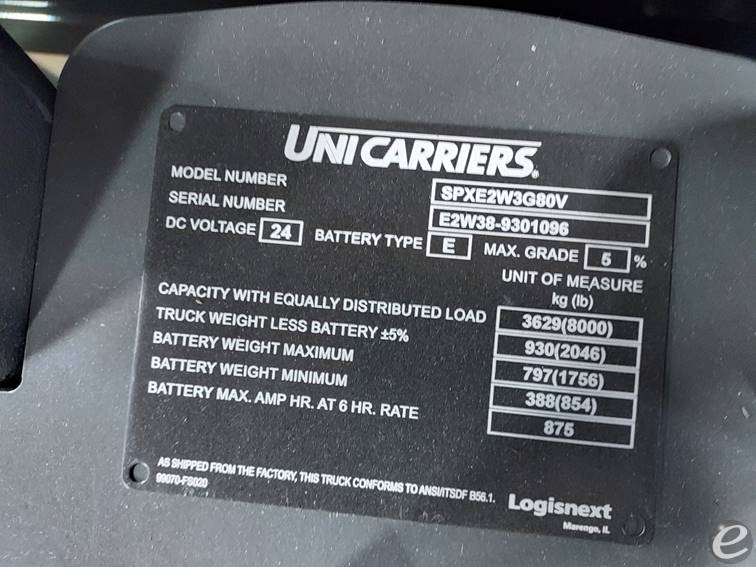 UNICARRIERS®
MODEL NUMBER SPXE2W3G80V
SERIAL NUMBER E2W38-9301096
DC VOLTAGE 24 BATTERY TYPE E MAX. GRADE 5 %
UNIT OF MEASURE
kg (lb)
CAPACITY WITH EQUALLY DISTRIBUTED LOAD 3629(8000)
TRUCK WEIGHT LESS BATTERY ±5% 930(2046)
BATTERY WEIGHT MAXIMUM 797(1756)
BATTERY WEIGHT MINIMUM 388(854)
BATTERY MAX. AMP HR. AT 6 HR. RATE 875
AS SHIPPED FROM THE FACTORY, THIS TRUCK CONFORMS TO ANSI/ITSDF B56.1.
99070-FS020
Logisnext
Marengo, IL
e